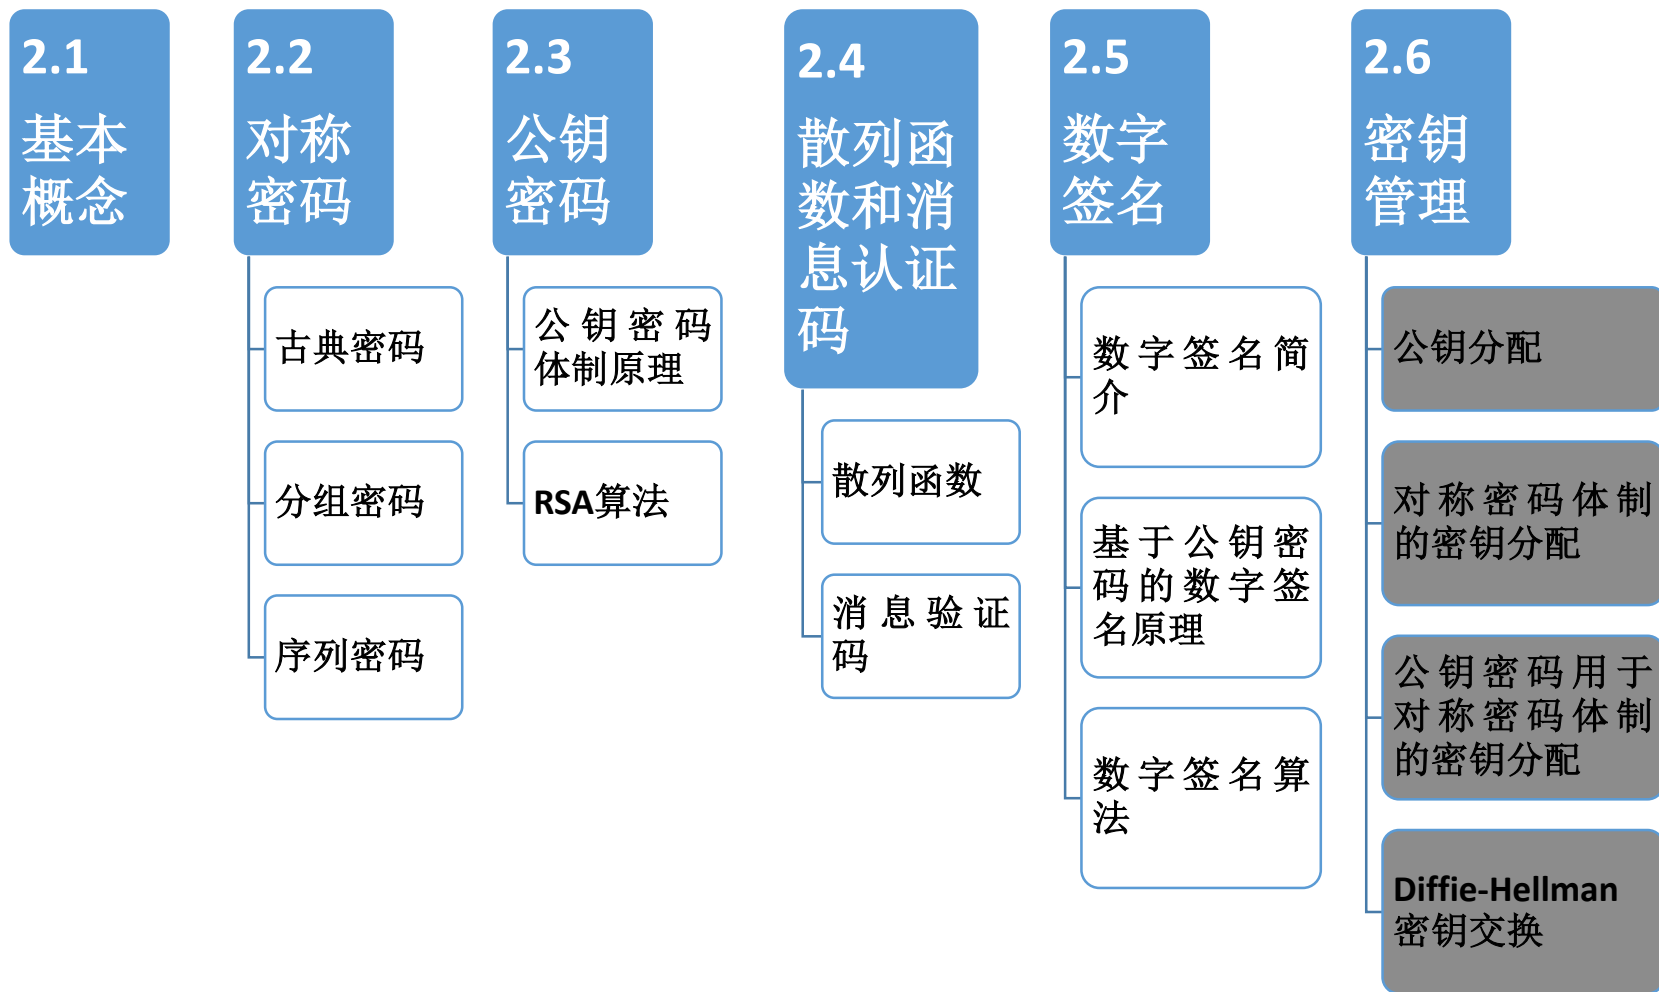 2.1
基本
概念
2.2
对称
密码
古典密码
分组密码
序列密码
2.3
公钥
密码
公钥密码
体制原理
RSA算法
2.4
散列函
数和消
息认证
码
散列函数
消息验证
码
2.5
数字
签名
数字签名简
介
基于公钥密
码的数字签
名原理
数字签名算
法
2.6
密钥
管理
公钥分配
对称密码体制
的密钥分配
公钥密码用于
对称密码体制
的密钥分配
Diffie-Hellman
密钥交换